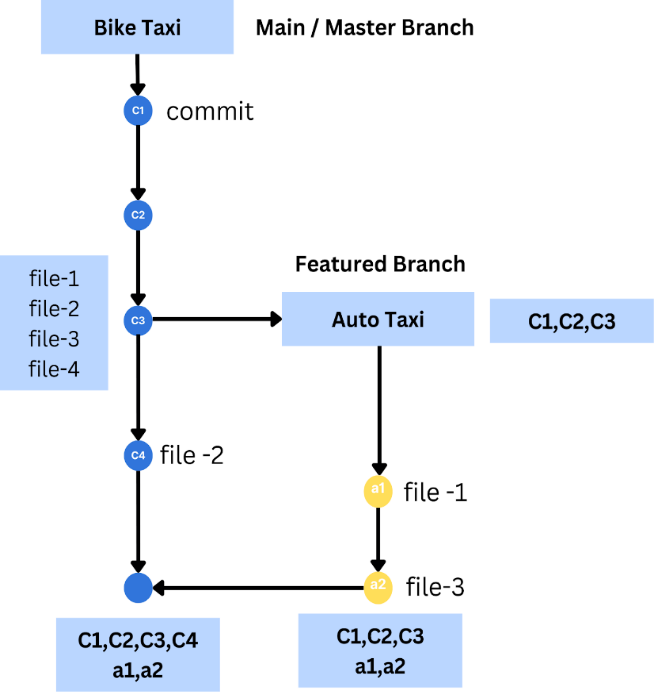 Bike Taxi
Main / Master Branch
C1
commit
C2
Featured Branch
file-1
file-2
file-3
file-4
C3
Auto Taxi
C1,C2,C3
C4
file -2
a1
file -1
a2
file-3
C1,C2,C3,C4
a1,a2
C1,C2,C3
a1,a2